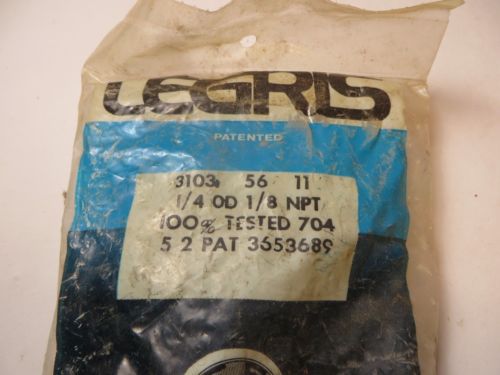 LEGRIS
PATENTED
3103 56 11
1/4 OD 1/8 NPT
100% TESTED 704
5 2 PAT 3653689